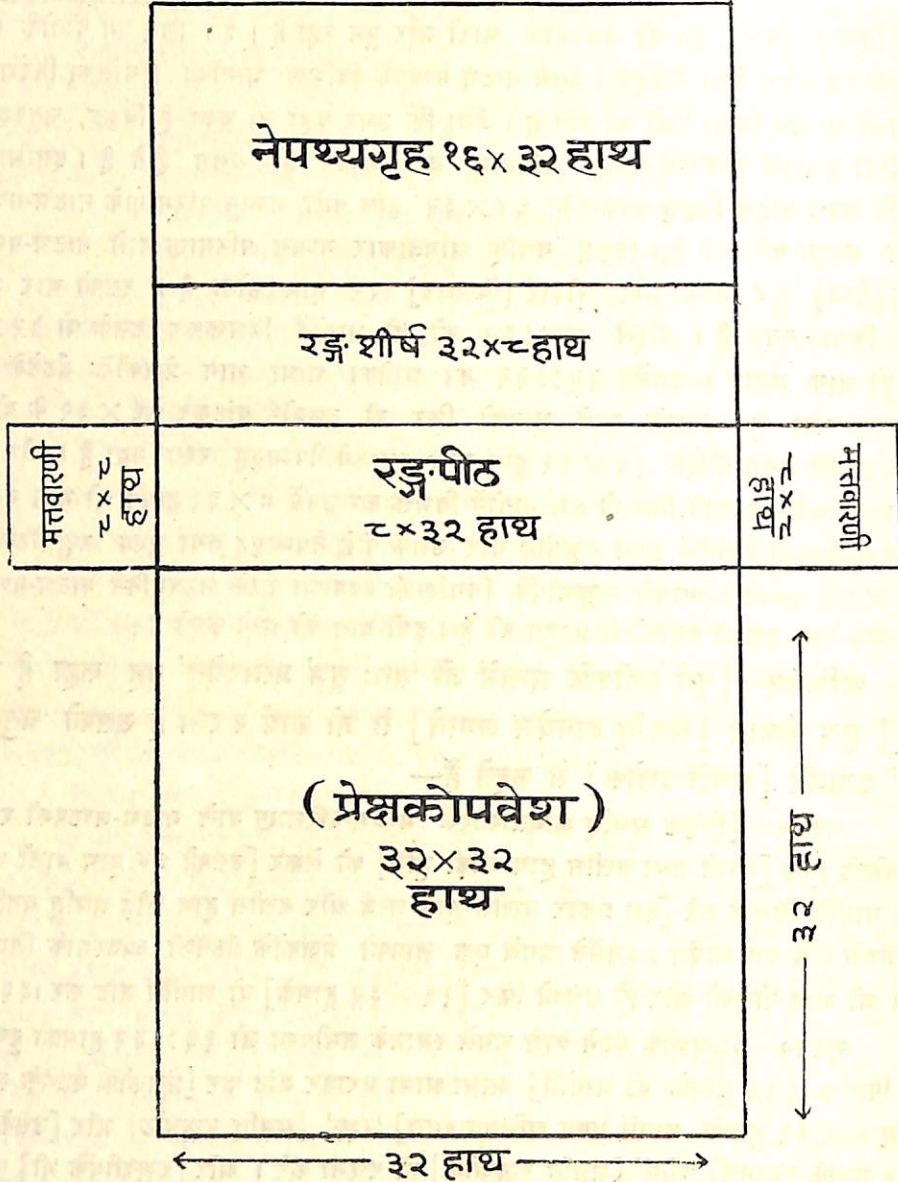 नेपथ्यगृह १६×३२ हाथ
रङ्ग शीर्ष ३२×८ हाथ
मत्तवारणी
८×८
हाथ
रङ्ग-पीठ
८×३२ हाथ
मत्तवारणी
८×८
हाथ
(प्रेक्षकोपवेश)
३२×३२
हाथ
३२ हाथ
३२ हाथ